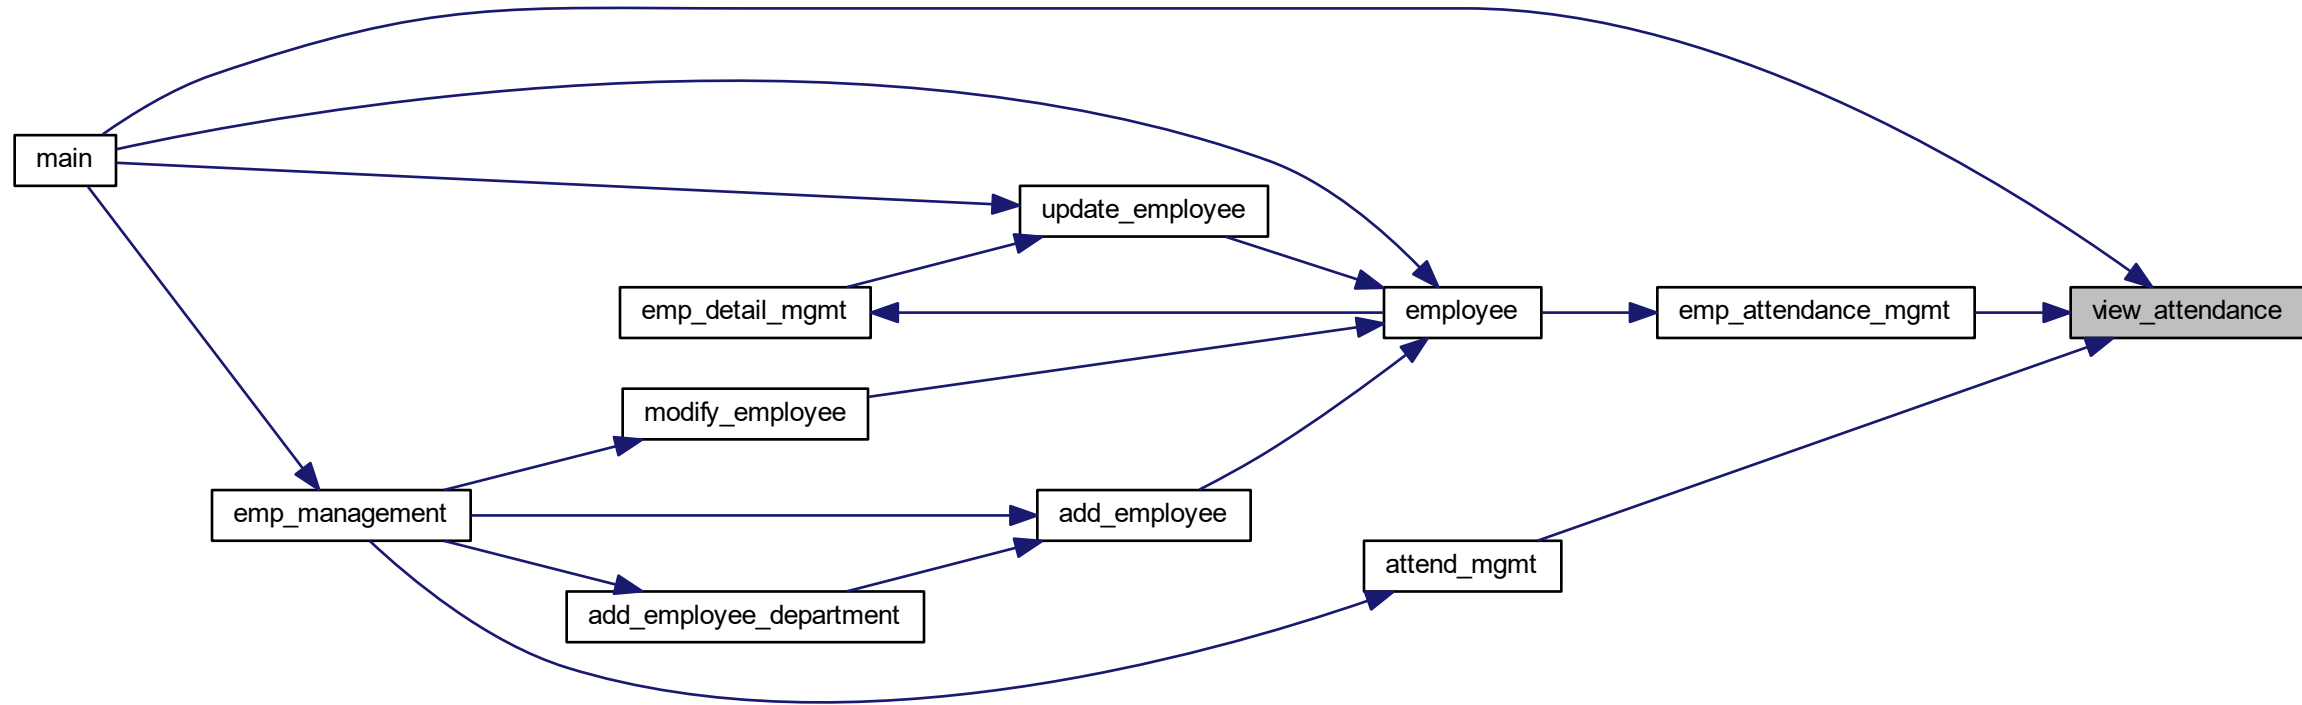 main
update_employee
emp_detail_mgmt
employee
emp_attendance_mgmt
view_attendance
modify_employee
emp_management
add_employee
attend_mgmt
add_employee_department